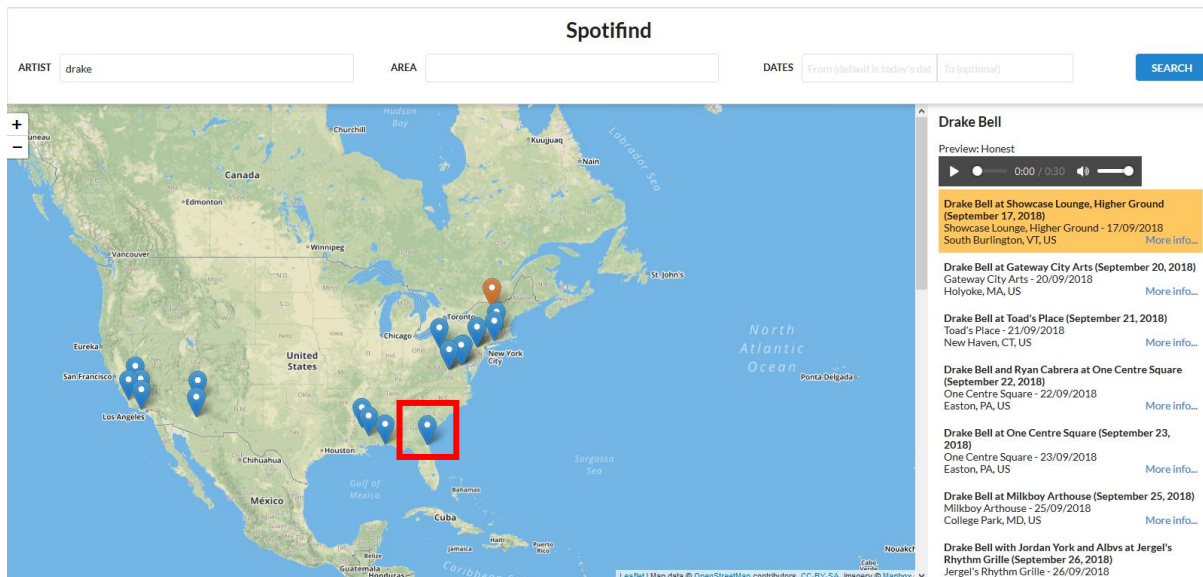 Spotifind
ARTIST
drake
AREA
DATES
From (default is today's dat
To (optional)
SEARCH
+
−
Hudson
Bay
Churchill
Kuujjuaq
Nain
Labrador Sea
Canada
Edmonton
Winnipeg
Vancouver
St. John's
Toronto
Chicago
Eureka
United
States
New York
City
San Francisco
Los Angeles
North
Atlantic
Ocean
Ponta Delgada
Houston
Chihuahua
Sargasso
Sea
Gulf of
Mexico
México
Bahamas
Cuba
Haiti
Puerto
Rico
Jamaica
Belize
Guatemala
Honduras
Caribbean
Cabo
Verde
Leaflet | Map data © OpenStreetMap contributors, CC-BY-SA, Imagery © Mapbox
Drake Bell
Preview: Honest
0:00 / 0:30
Drake Bell at Showcase Lounge, Higher Ground
(September 17, 2018)
Showcase Lounge, Higher Ground - 17/09/2018
South Burlington, VT, US
More info...
Drake Bell at Gateway City Arts (September 20, 2018)
Gateway City Arts - 20/09/2018
Holyoke, MA, US
More info...
Drake Bell at Toad's Place (September 21, 2018)
Toad's Place - 21/09/2018
New Haven, CT, US
More info...
Drake Bell and Ryan Cabrera at One Centre Square
(September 22, 2018)
One Centre Square - 22/09/2018
Easton, PA, US
More info...
Drake Bell at One Centre Square (September 23,
2018)
One Centre Square - 23/09/2018
Easton, PA, US
More info...
Drake Bell at Milkboy Arthouse (September 25, 2018)
Milkboy Arthouse - 25/09/2018
College Park, MD, US
More info...
Drake Bell with Jordan York and Albvs at Jergel's
Rhythm Grille (September 26, 2018)
Jergel's Rhythm Grille - 26/09/2018